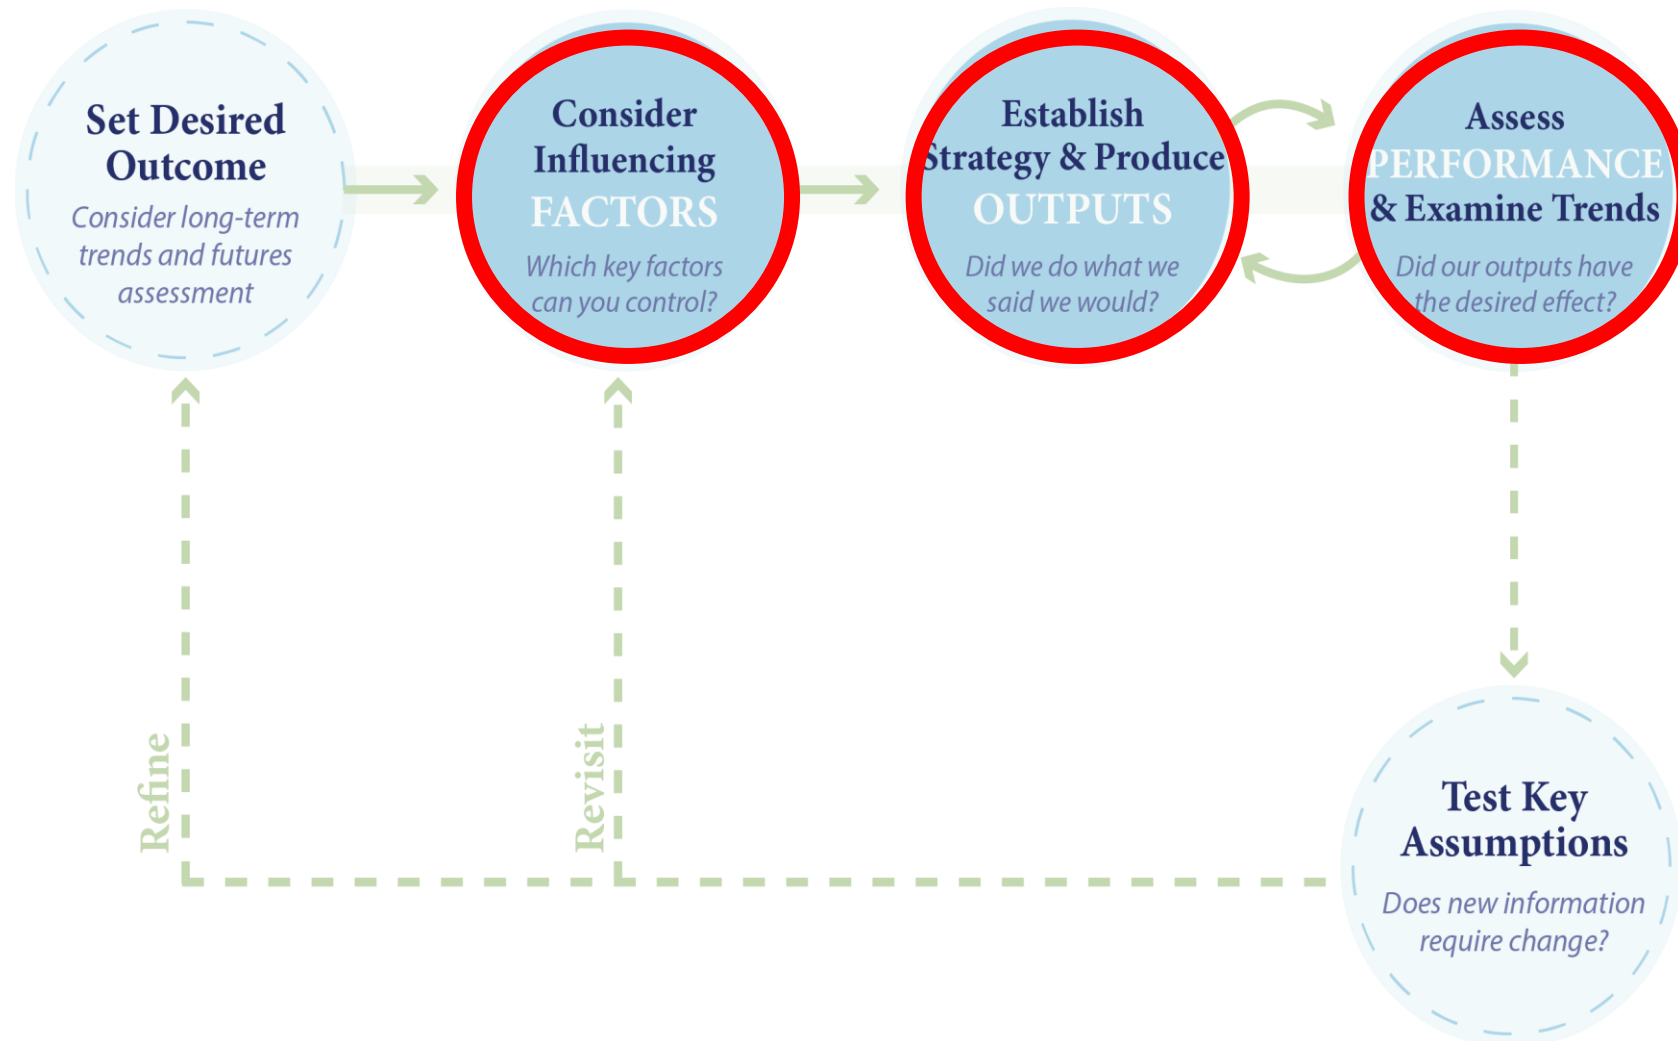 Set Desired
Outcome
Consider long-term
trends and futures
assessment
Consider
Influencing
FACTORS
Which key factors
can you control?
Establish
Strategy & Produce
OUTPUTS
Did we do what we
said we would?
Assess
PERFORMANCE
& Examine Trends
Did our outputs have
the desired effect?
Refine
Revisit
Test Key
Assumptions
Does new information
require change?